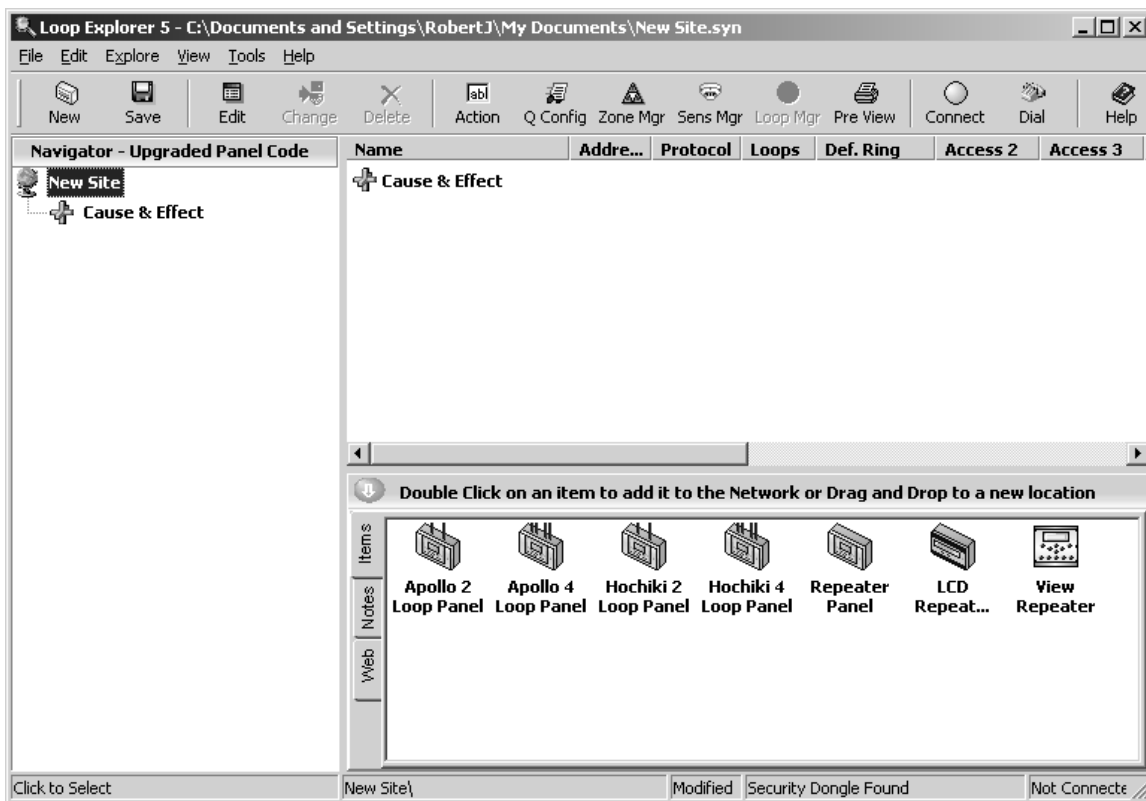 Loop Explorer 5 - C:\Documents and Settings\RobertJ\My Documents\New Site.syn
File Edit Explore View Tools Help
New Save Edit Change Delete abl Action Q Config Zone Mgr Sens Mgr Loop Mgr Pre View Connect Dial Help
Navigator - Upgraded Panel Code
New Site
Cause & Effect
Name Addre... Protocol Loops Def. Ring Access 2 Access 3
Cause & Effect
Double Click on an item to add it to the Network or Drag and Drop to a new location
Items
Notes
Web
Apollo 2 Loop Panel
Apollo 4 Loop Panel
Hochiki 2 Loop Panel
Hochiki 4 Loop Panel
Repeater Panel
LCD Repeat...
View Repeater
Click to Select New Site\ Modified Security Dongle Found Not Connecte